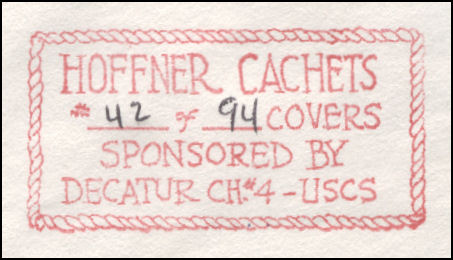 HOFFNER CACHETS
# 42 of 94 COVERS
SPONSORED BY
DECATUR CH.#4-USCS